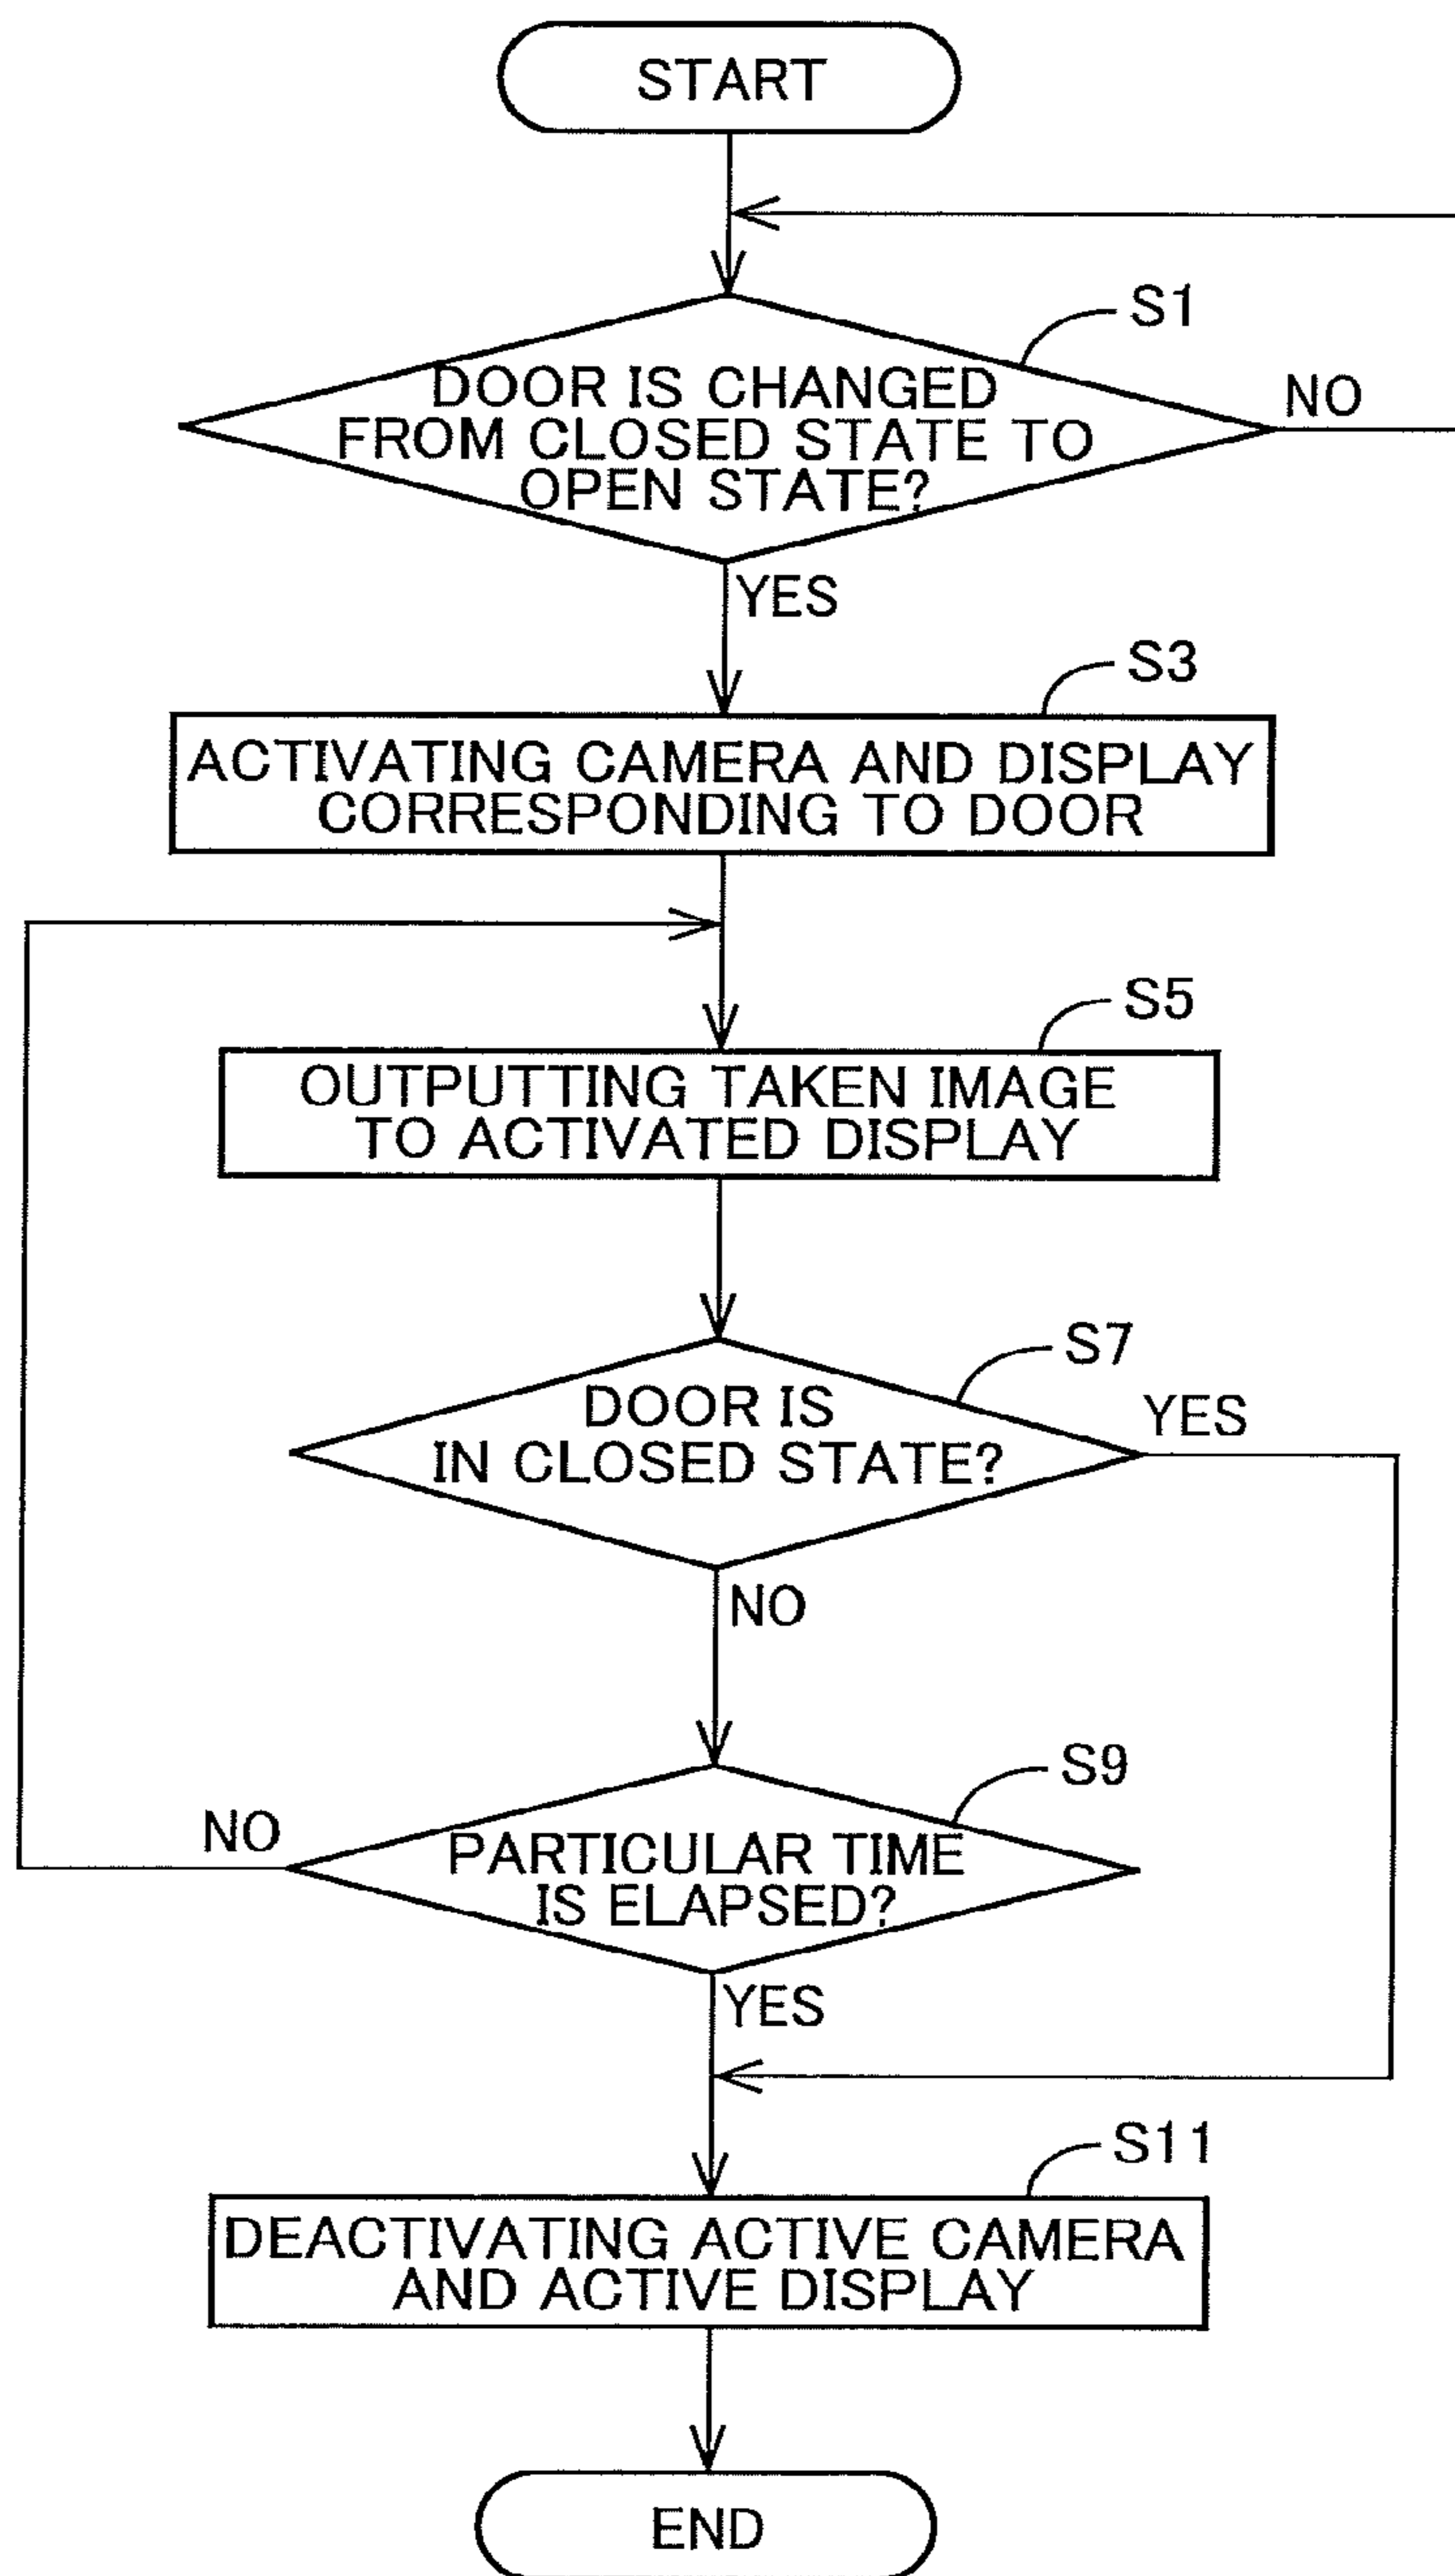 START
S1
DOOR IS CHANGED
FROM CLOSED STATE TO
OPEN STATE?
NO
YES
S3
ACTIVATING CAMERA AND DISPLAY
CORRESPONDING TO DOOR
S5
OUTPUTTING TAKEN IMAGE
TO ACTIVATED DISPLAY
S7
DOOR IS
IN CLOSED STATE?
YES
NO
S9
NO
PARTICULAR TIME
IS ELAPSED?
YES
S11
DEACTIVATING ACTIVE CAMERA
AND ACTIVE DISPLAY
END